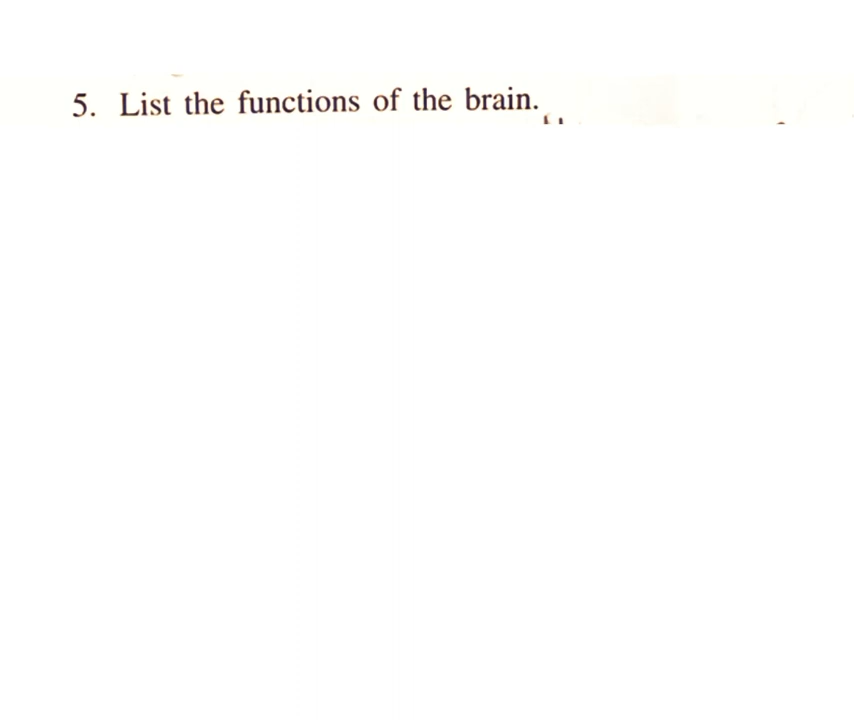 5. List the functions of the brain.